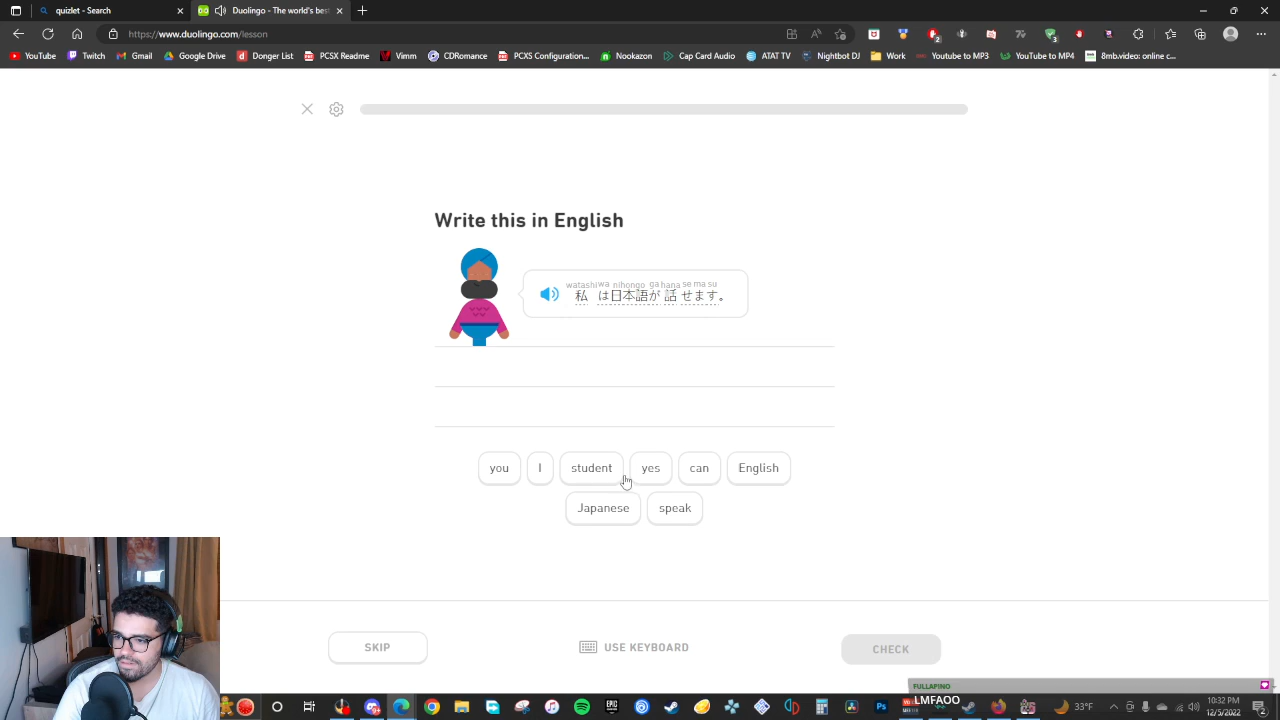 quizlet - Search
Duolingo - The world's best
https://www.duolingo.com/lesson
YouTube
Twitch
Gmail
Google Drive
Donger List
PCSX Readme
Vimm
CDRomance
PCXS Configuration...
Nookazon
Cap Card Audio
ATAT TV
Nightbot DJ
Work
YouTube to MP3
YouTube to MP4
8mb.video: online c...
Write this in English
watashi wa nihongo ga hana se ma su
私は日本語が話せます。
you I student yes can English
Japanese speak
SKIP
USE KEYBOARD
CHECK
FULLAPINO
LMFAOO
33°F
10:32 PM
12/5/2022